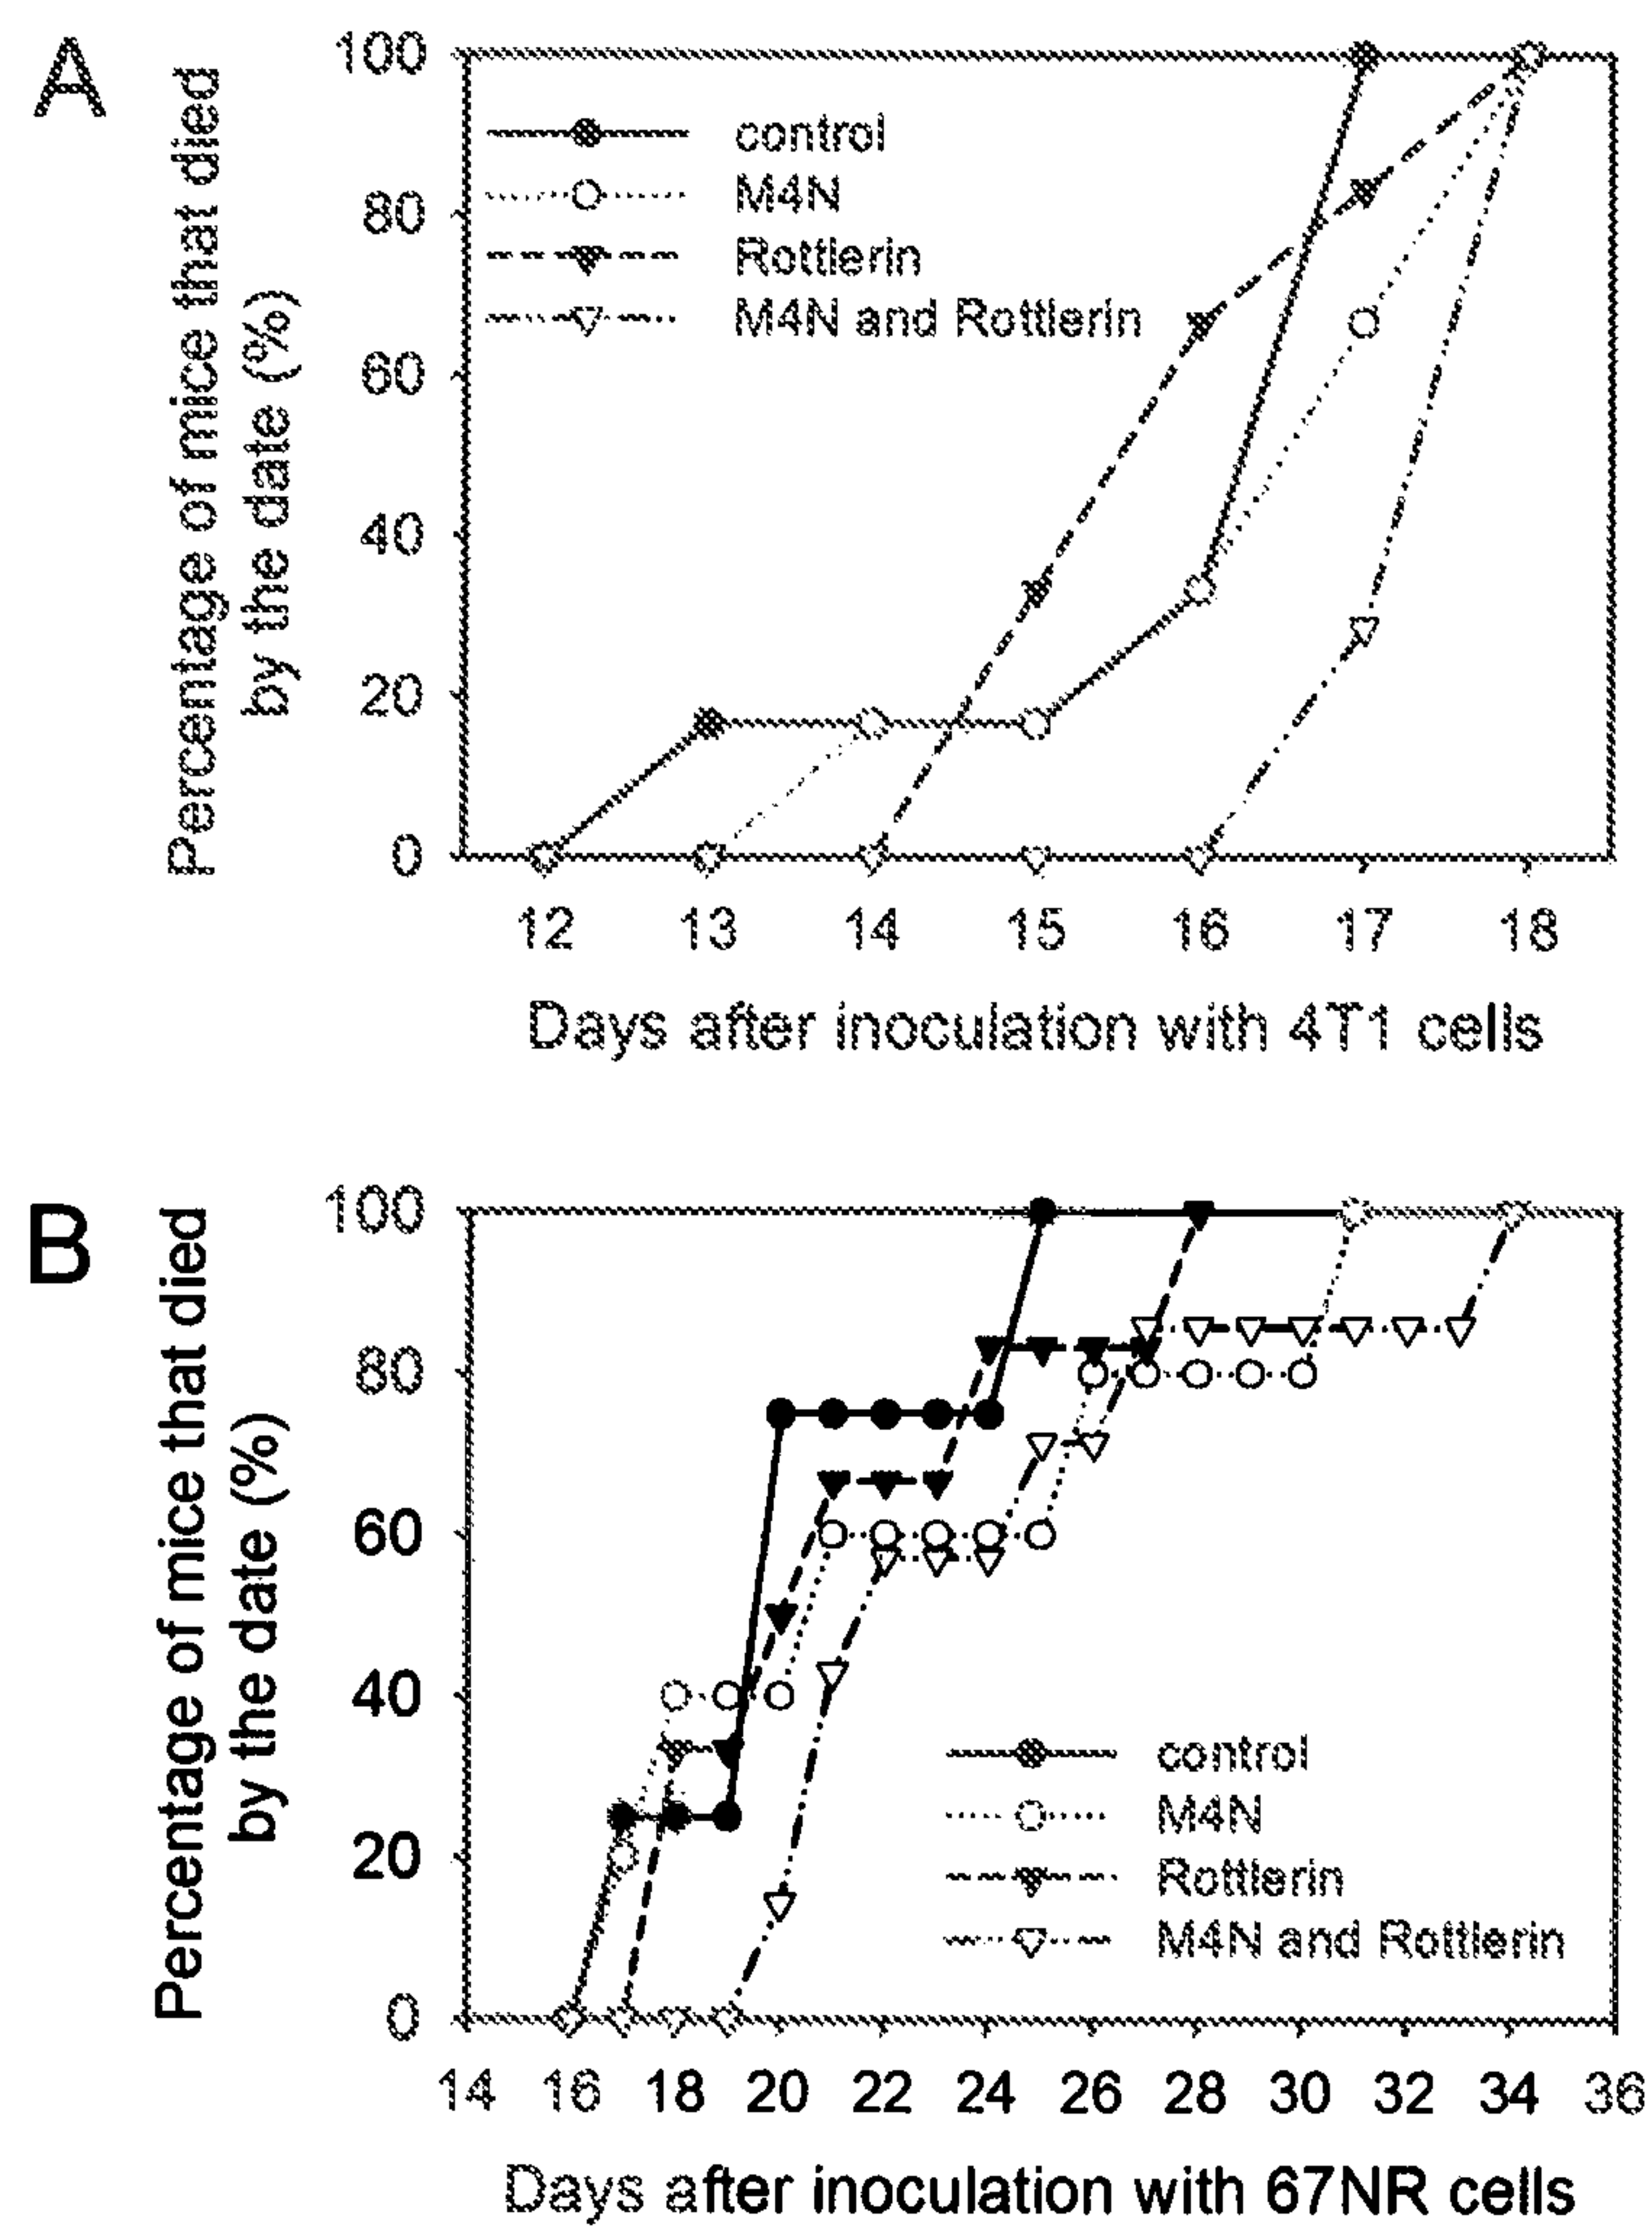 A
Percentage of mice that died
by the date (%)
100
80
60
40
20
0
control
M4N
Rottlerin
M4N and Rottlerin
12 13 14 15 16 17 18
Days after inoculation with 4T1 cells
B
Percentage of mice that died
by the date (%)
100
80
60
40
20
0
control
M4N
Rottlerin
M4N and Rottlerin
14 16 18 20 22 24 26 28 30 32 34 36
Days after inoculation with 67NR cells